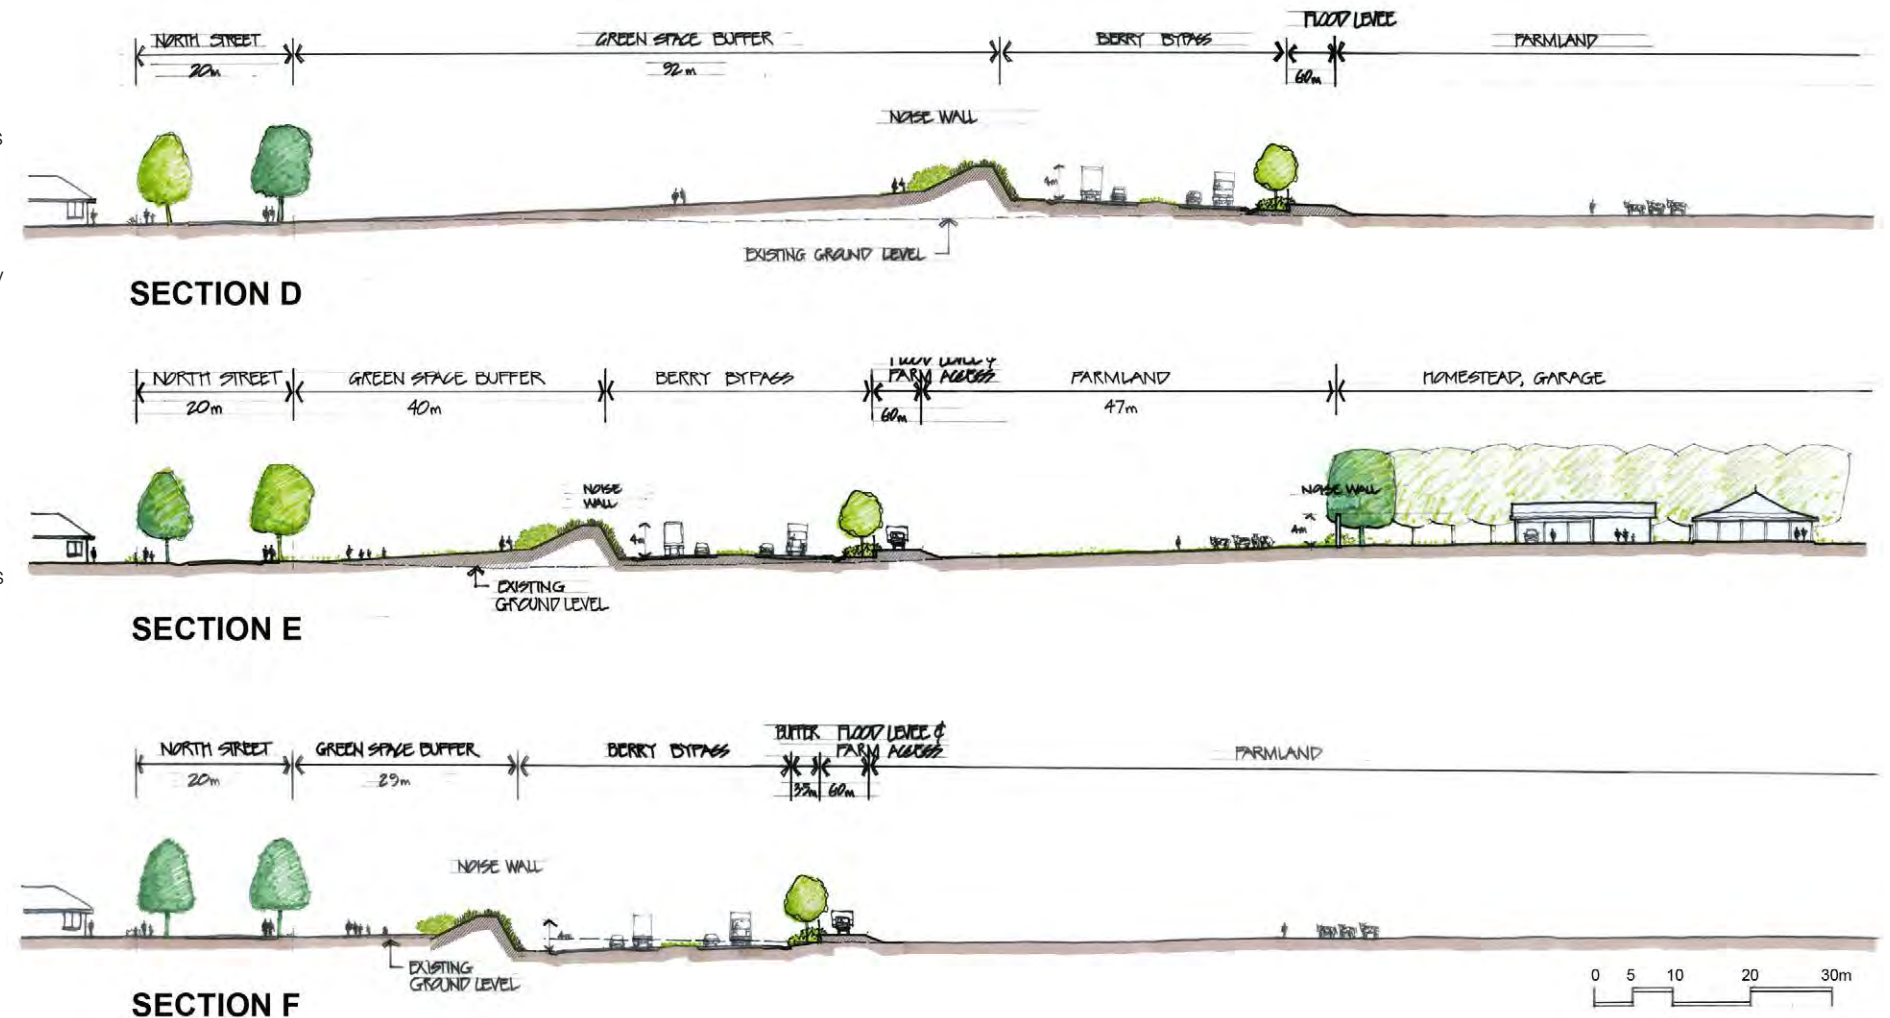 FLOOD LEVEE
NORTH STREET GREEN SPACE BUFFER BERRY BYPASS FARMLAND
20m 92m 60m
NOISE WALL
4m
EXISTING GROUND LEVEL
SECTION D
FARM ACCESS
NORTH STREET GREEN SPACE BUFFER BERRY BYPASS FARMLAND HOMESTEAD, GARAGE
20m 40m 60m 47m
NOISE
WALL
NOISE WALL
4m
4m
EXISTING
GROUND LEVEL
SECTION E
BUFFER FLOOD LEVEE &
NORTH STREET GREEN SPACE BUFFER BERRY BYPASS FARM ACCESS FARMLAND
20m 29m 35m 60m
NOISE WALL
4m
EXISTING
GROUND LEVEL
0 5 10 20 30m
SECTION F